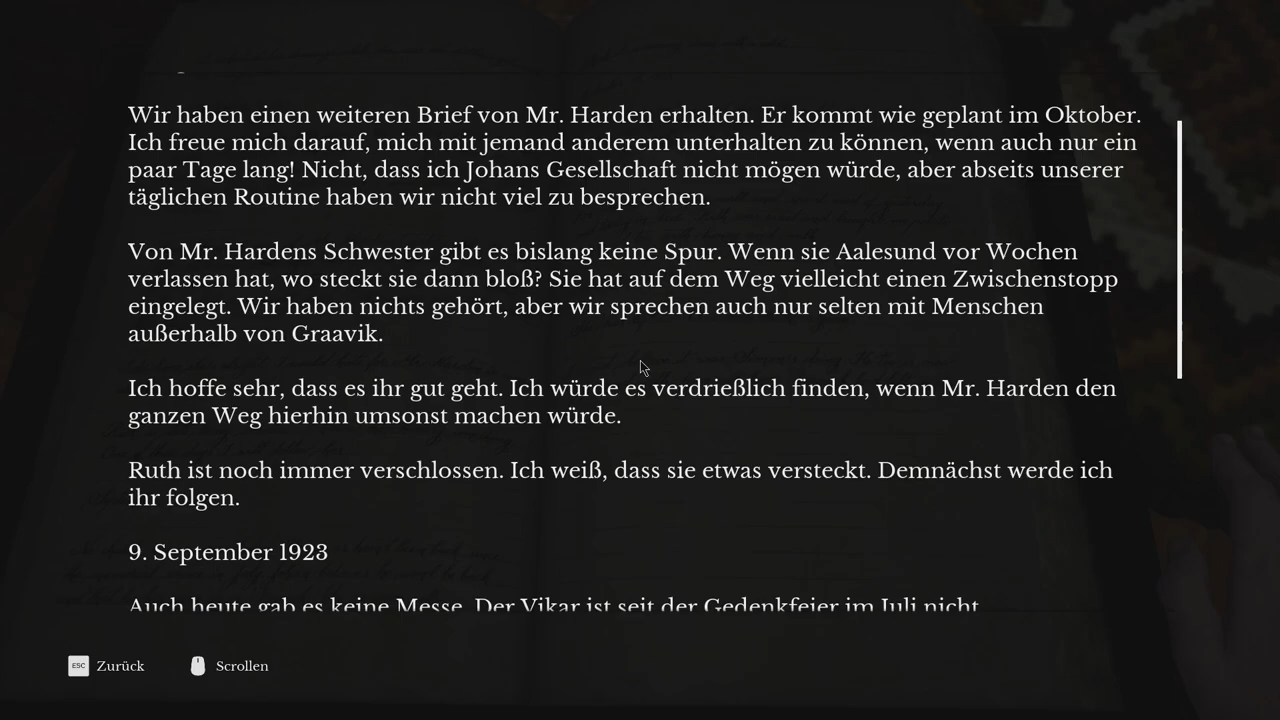 Wir haben einen weiteren Brief von Mr. Harden erhalten. Er kommt wie geplant im Oktober.
Ich freue mich darauf, mich mit jemand anderem unterhalten zu können, wenn auch nur ein
paar Tage lang! Nicht, dass ich Johans Gesellschaft nicht mögen würde, aber abseits unserer
täglichen Routine haben wir nicht viel zu besprechen.
Von Mr. Hardens Schwester gibt es bislang keine Spur. Wenn sie Aalesund vor Wochen
verlassen hat, wo steckt sie dann bloß? Sie hat auf dem Weg vielleicht einen Zwischenstopp
eingelegt. Wir haben nichts gehört, aber wir sprechen auch nur selten mit Menschen
außerhalb von Graavik.
Ich hoffe sehr, dass es ihr gut geht. Ich würde es verdrießlich finden, wenn Mr. Harden den
ganzen Weg hierhin umsonst machen würde.
Ruth ist noch immer verschlossen. Ich weiß, dass sie etwas versteckt. Demnächst werde ich
ihr folgen.
9. September 1923
Auch heute gab es keine Messe. Der Vikar ist seit der Gedenkfeier im Juli nicht
ESC Zurück
Scrollen